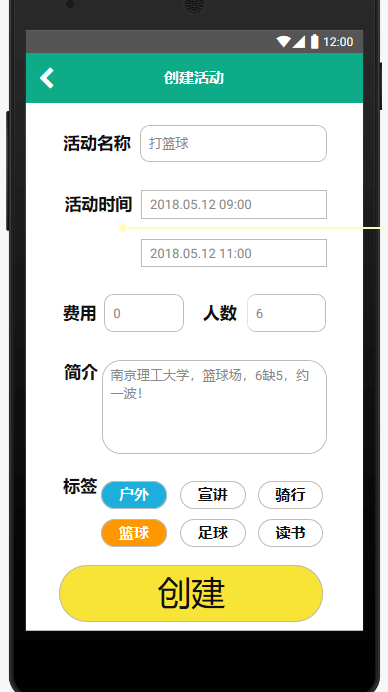 12:00
创建活动
活动名称 打篮球
活动时间 2018.05.12 09:00
2018.05.12 11:00
费用 0 人数 6
简介 南京理工大学，篮球场，6缺5，约
一波！
标签 户外 宣讲 骑行
篮球 足球 读书
创建